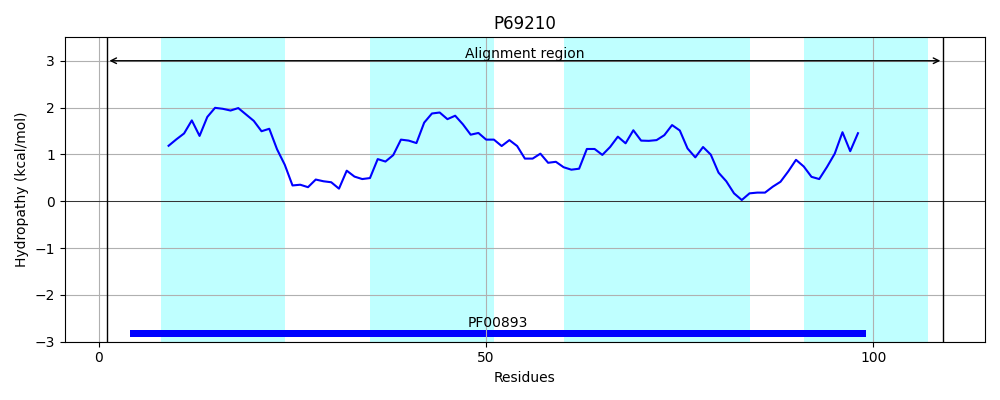 P69210
Alignment region
3
2
1
0
−1
−2
−3
Hydropathy (kcal/mol)
PF00893
0
50
100
Residues